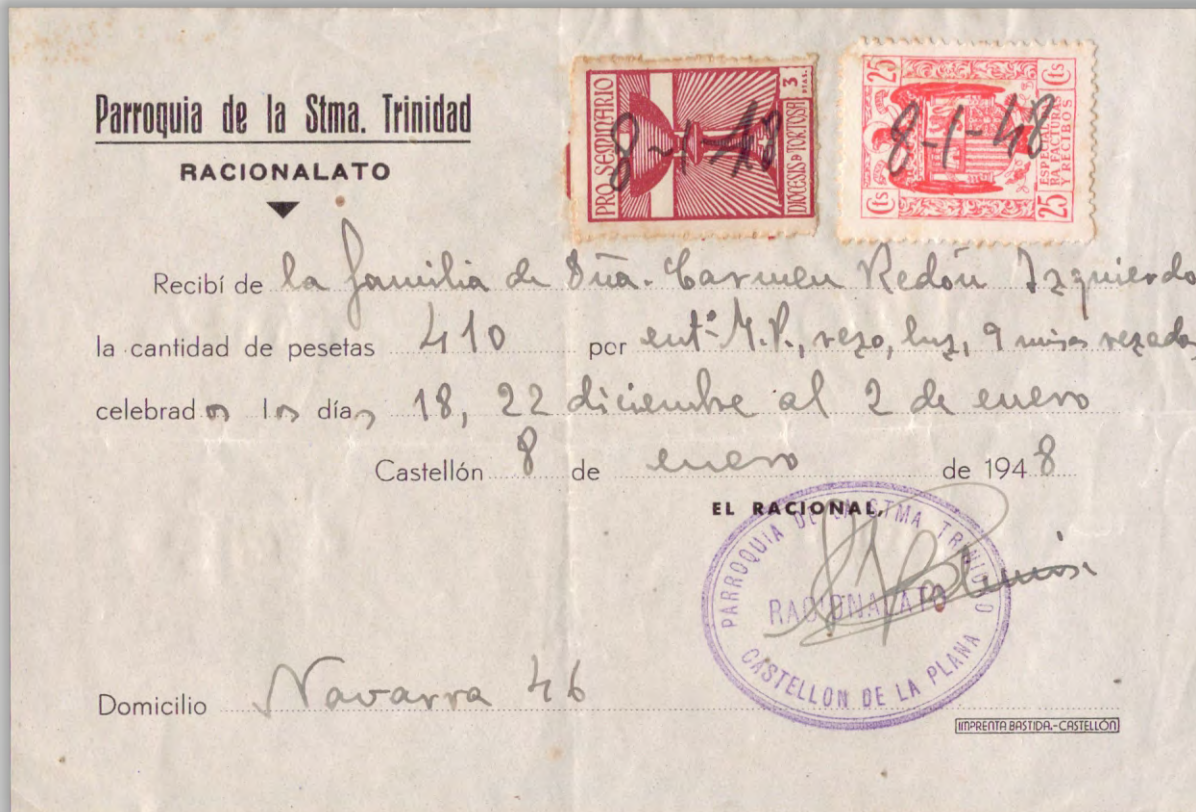 Parroquia de la Stma. Trinidad
RACIONALATO
PRO SEMINARIO
3 PTAS.
DIOCESIS DE TORTOSA
8-1-48
25 Cts
ESPECIAL PARA FACTURAS Y RECIBOS
25 Cts
8-1-48
Recibí de la familia de Dña. Carmen Redón Izquierdo
la cantidad de pesetas 410 por entº M.P., rezo, luz, 9 misas rezadas
celebrados los días 18, 22 diciembre al 2 de enero
Castellón 8 de enero de 1948
EL RACIONAL,
PARROQUIA DE LA STMA. TRINIDAD
RACIONALATO
CASTELLON DE LA PLANA
Domicilio Navarra 46
IMPRENTA BASTIDA.-CASTELLÓN